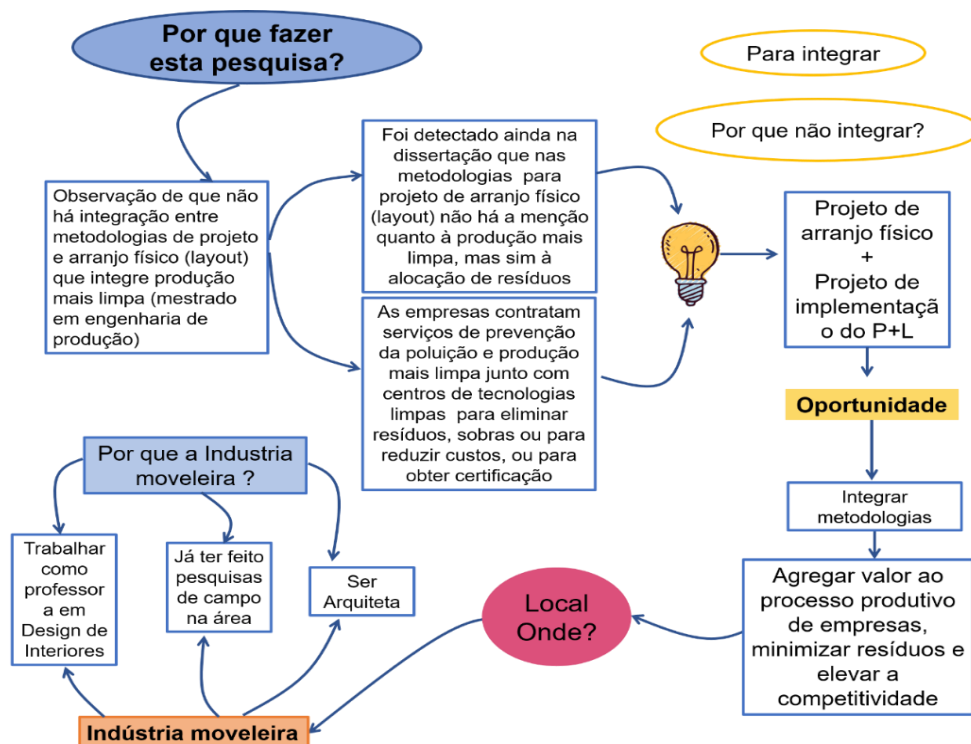 Por que fazer
esta pesquisa?
Para integrar
Por que não integrar?
Observação de que não
há integração entre
metodologias de projeto
e arranjo físico (layout)
que integre produção
mais limpa (mestrado
em engenharia de
produção)
Foi detectado ainda na
dissertação que nas
metodologias para
projeto de arranjo físico
(layout) não há a menção
quanto à produção mais
limpa, mas sim à
alocação de resíduos
As empresas contratam
serviços de prevenção
da poluição e produção
mais limpa junto com
centros de tecnologias
limpas para eliminar
resíduos, sobras ou para
reduzir custos, ou para
obter certificação
Projeto de
arranjo físico
+
Projeto de
implementaçã
o do P+L
Oportunidade
Integrar
metodologias
Agregar valor ao
processo produtivo
de empresas,
minimizar resíduos e
elevar a
competitividade
Local
Onde?
Por que a Industria
moveleira ?
Trabalhar
como
professor
a em
Design de
Interiores
Já ter feito
pesquisas
de campo
na área
Ser
Arquiteta
Indústria moveleira